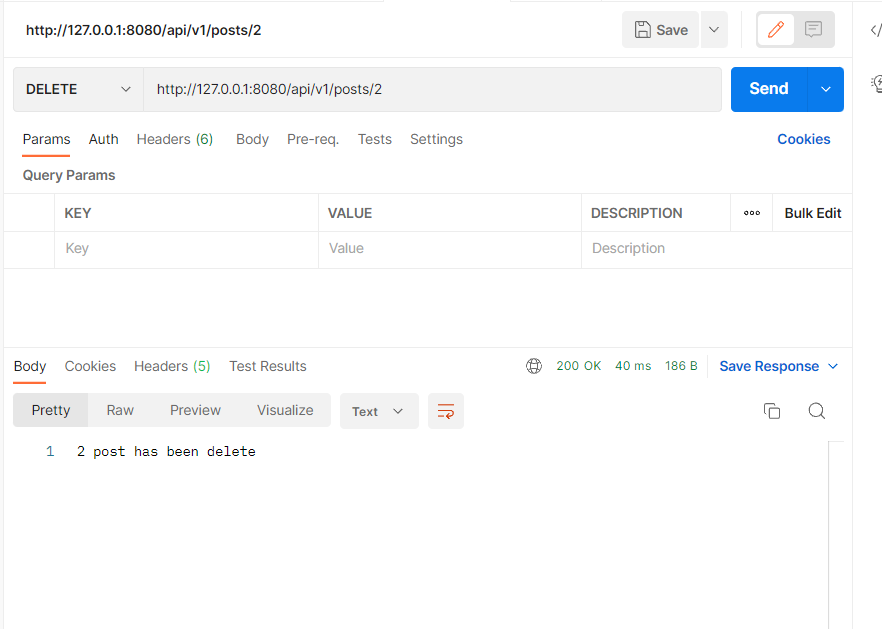 http://127.0.0.1:8080/api/v1/posts/2
Save
DELETE
http://127.0.0.1:8080/api/v1/posts/2
Send
Params Auth Headers (6) Body Pre-req. Tests Settings Cookies
Query Params
KEY VALUE DESCRIPTION Bulk Edit
Key Value Description
Body Cookies Headers (5) Test Results 200 OK 40 ms 186 B Save Response
Pretty Raw Preview Visualize Text
1 2 post has been delete